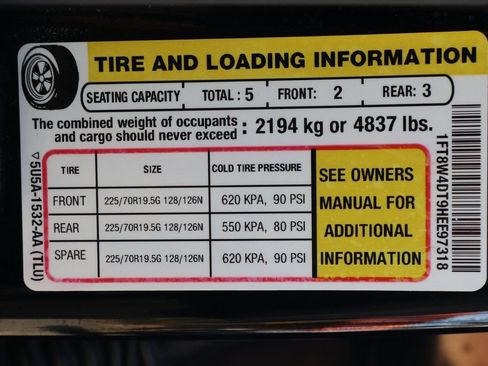 TIRE AND LOADING INFORMATION
SEATING CAPACITY TOTAL : 5 FRONT: 2 REAR: 3
The combined weight of occupants
and cargo should never exceed : 2194 kg or 4837 lbs.
TIRE SIZE COLD TIRE PRESSURE
FRONT 225/70R19.5G 128/126N 620 KPA, 90 PSI
REAR 225/70R19.5G 128/126N 550 KPA, 80 PSI
SPARE 225/70R19.5G 128/126N 620 KPA, 90 PSI
SEE OWNERS
MANUAL FOR
ADDITIONAL
INFORMATION
▽5U5A-1532-AA (TLU)
1FT8W4DT9HEE97318